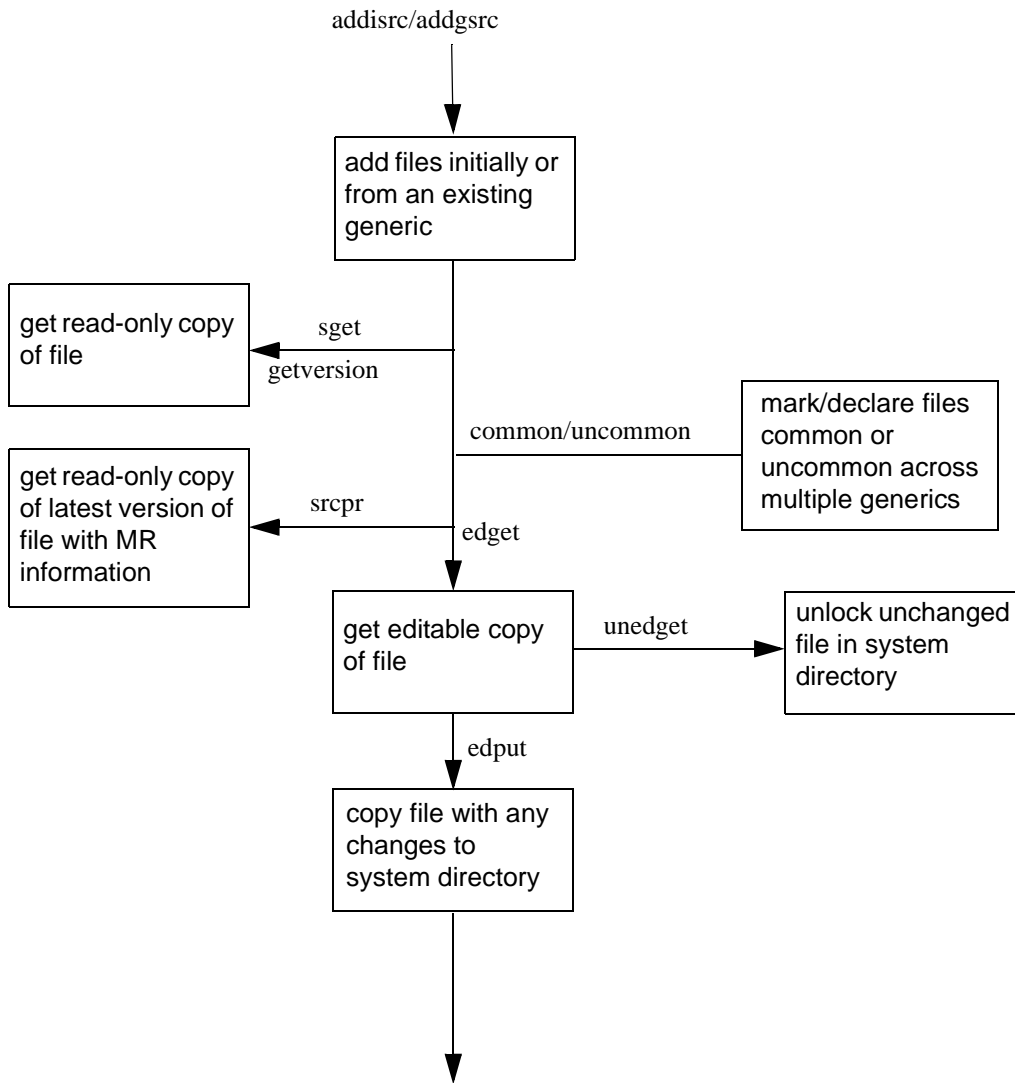 addisrc/addgsrc
add files initially or
from an existing
generic
get read-only copy
of file
sget
getversion
common/uncommon
mark/declare files
common or
uncommon across
multiple generics
get read-only copy
of latest version of
file with MR
information
srcpr
edget
get editable copy
of file
unedget
unlock unchanged
file in system
directory
edput
copy file with any
changes to
system directory